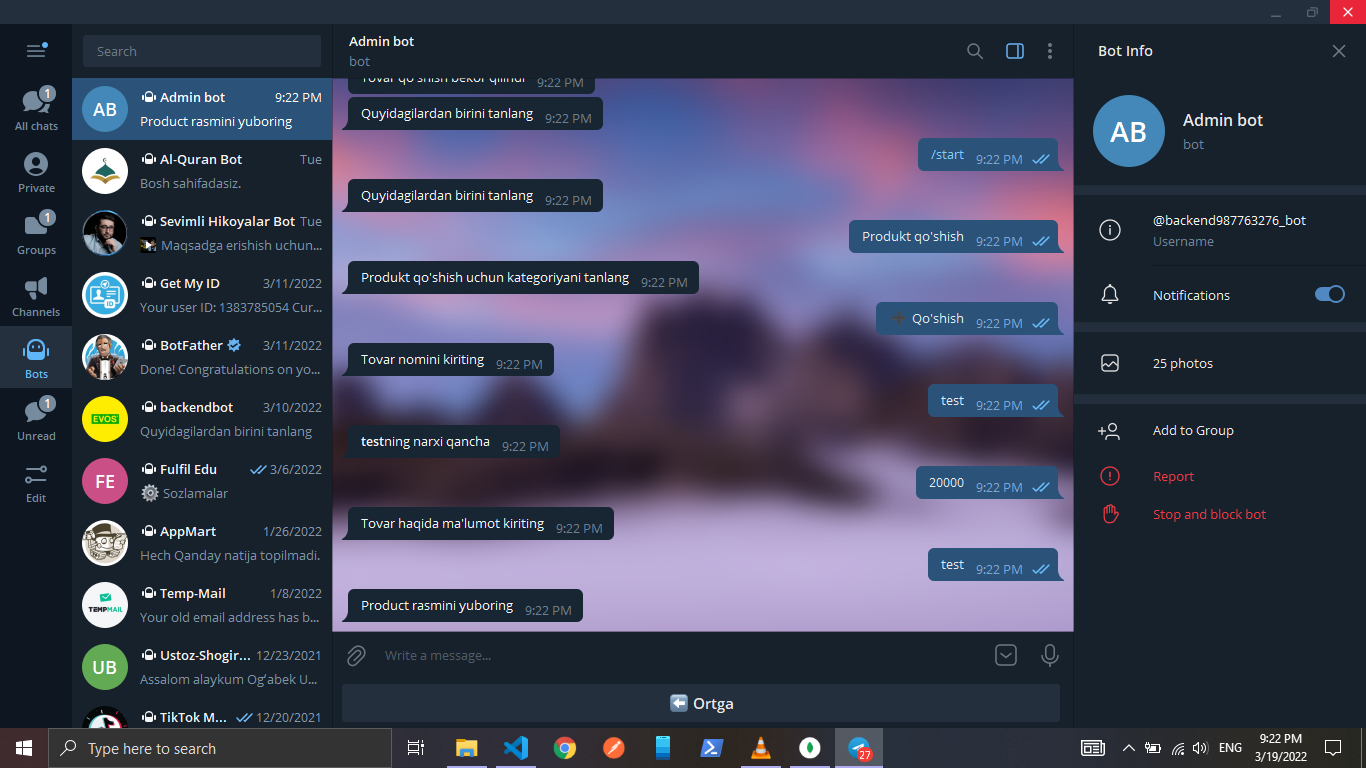 All chats
1
Private
Groups
1
Channels
Bots
Unread
1
Edit
Search
AB
Admin bot
9:22 PM
Product rasmini yuboring
Al-Quran Bot
Tue
Bosh sahifadasiz.
Sevimli Hikoyalar Bot
Tue
Maqsadga erishish uchun...
ID
Get My ID
3/11/2022
Your user ID: 1383785054 Cur...
BotFather
3/11/2022
Done! Congratulations on yo...
EVOS
backendbot
3/10/2022
Quyidagilardan birini tanlang
FE
Fulfil Edu
3/6/2022
Sozlamalar
AppMart
1/26/2022
Hech Qanday natija topilmadi.
TEMPMAIL
Temp-Mail
1/8/2022
Your old email address has b...
UB
Ustoz-Shogir...
12/23/2021
Assalom alaykum Og'abek U...
TikTok M...
12/20/2021
Admin bot
bot
Tovar qo'shish bekor qilindi 9:22 PM
Quyidagilardan birini tanlang 9:22 PM
/start 9:22 PM
Quyidagilardan birini tanlang 9:22 PM
Produkt qo'shish 9:22 PM
Produkt qo'shish uchun kategoriyani tanlang 9:22 PM
➕ Qo'shish 9:22 PM
Tovar nomini kiriting 9:22 PM
test 9:22 PM
testning narxi qancha 9:22 PM
20000 9:22 PM
Tovar haqida ma'lumot kiriting 9:22 PM
test 9:22 PM
Product rasmini yuboring 9:22 PM
Write a message...
⬅️ Ortga
Bot Info
AB
Admin bot
bot
@backend987763276_bot
Username
Notifications
25 photos
Add to Group
Report
Stop and block bot
Type here to search
27
ENG
9:22 PM
3/19/2022